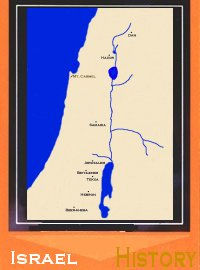 Dan
Hazor
Mt. Carmel
Samaria
Jerusalem
Bethlehem
Tekoa
Hebron
Beersheba
Israel
History